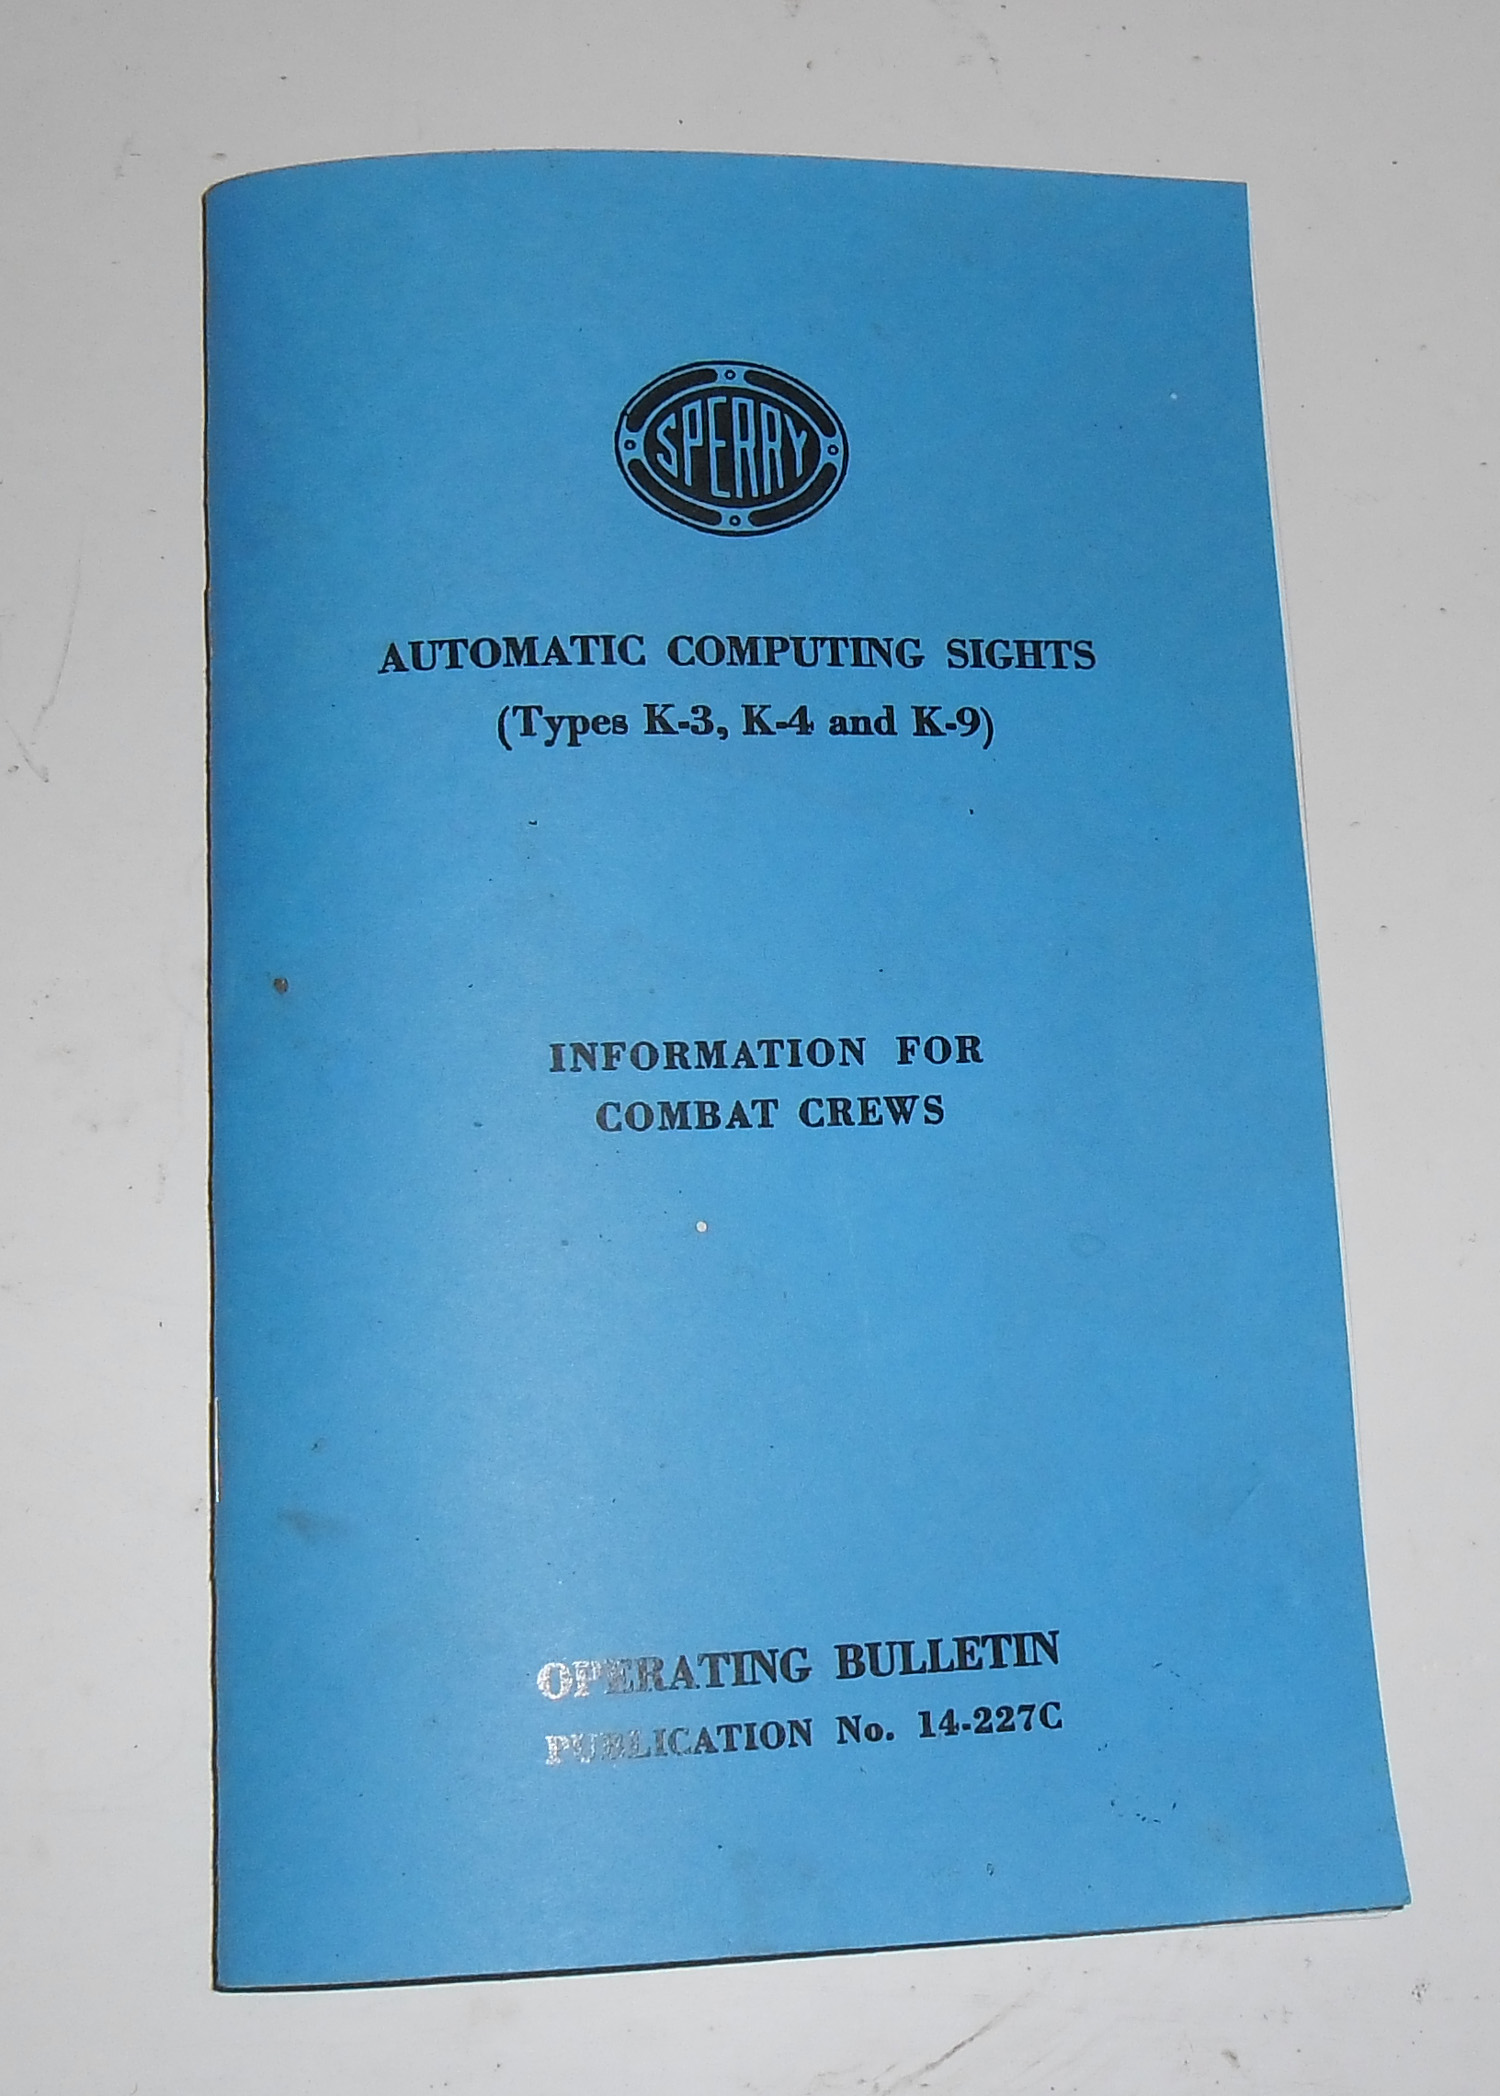 SPERRY
AUTOMATIC COMPUTING SIGHTS
(Types K-3, K-4 and K-9)
INFORMATION FOR
COMBAT CREWS
OPERATING BULLETIN
PUBLICATION No. 14-227C